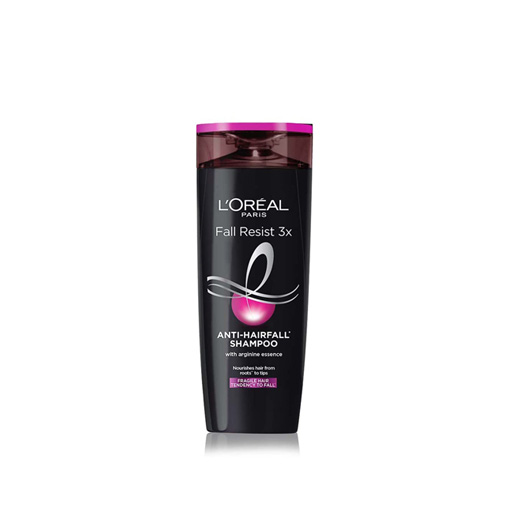 L'ORÉAL
PARIS
Fall Resist 3x
ANTI-HAIRFALL*
SHAMPOO
with arginine essence
Nourishes hair from
roots^ to tips
FRAGILE HAIR
TENDENCY TO FALL